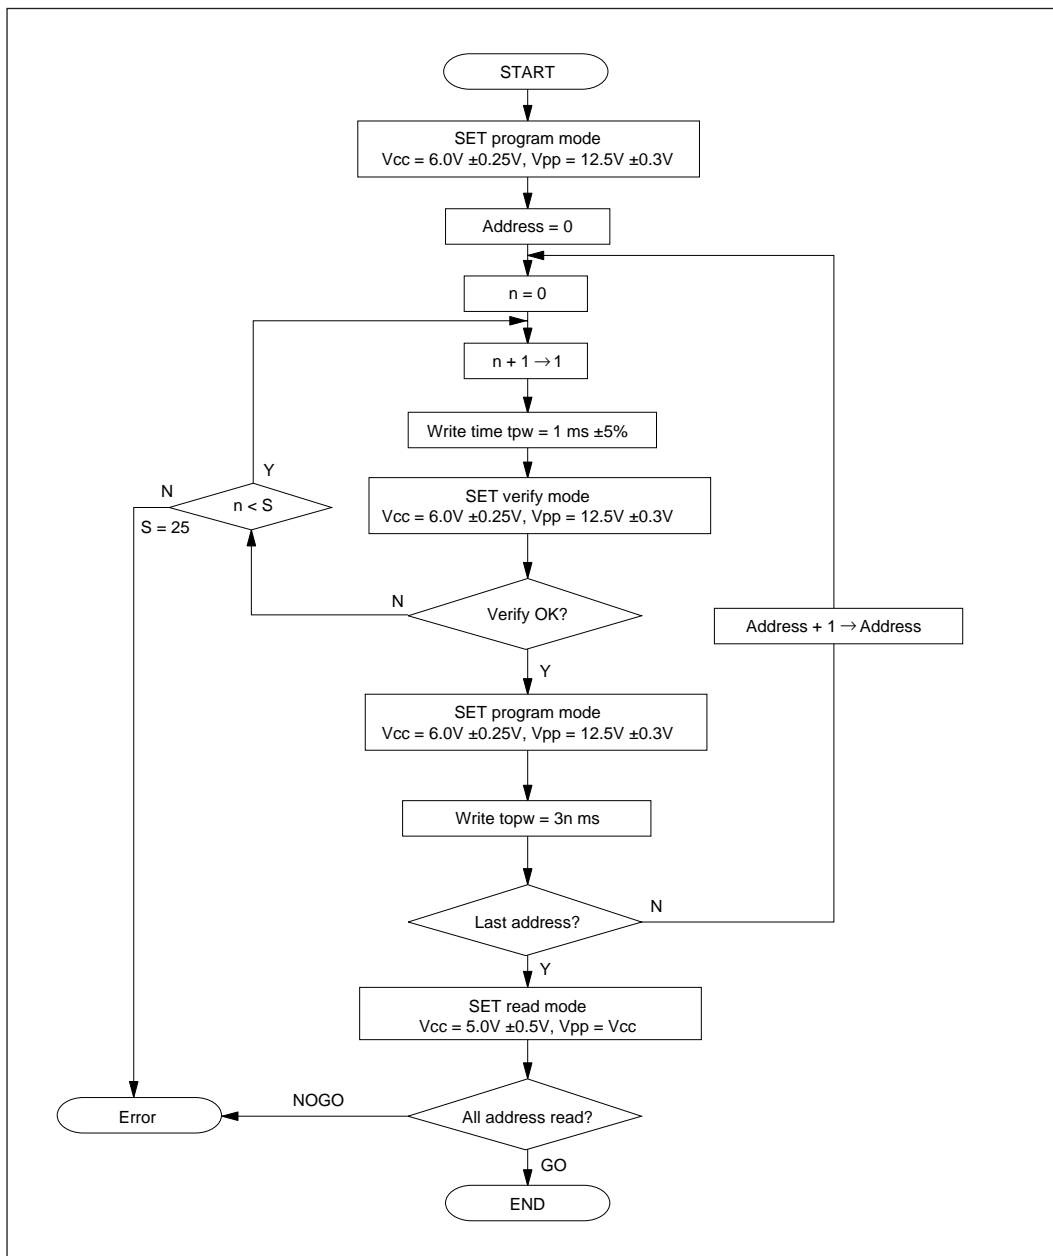 START
SET program mode
Vcc = 6.0V ±0.25V, Vpp = 12.5V ±0.3V
Address = 0
n = 0
n + 1 → 1
Write time tpw = 1 ms ±5%
Y
N
n < S
S = 25
SET verify mode
Vcc = 6.0V ±0.25V, Vpp = 12.5V ±0.3V
N
Verify OK?
Address + 1 → Address
Y
SET program mode
Vcc = 6.0V ±0.25V, Vpp = 12.5V ±0.3V
Write topw = 3n ms
N
Last address?
Y
SET read mode
Vcc = 5.0V ±0.5V, Vpp = Vcc
NOGO
Error
All address read?
GO
END